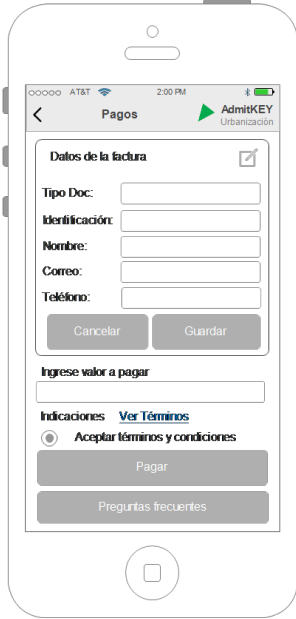 AT&T 2:00 PM
Pagos AdmitKEY
Urbanización
Datos de la factura
Tipo Doc:
Identificación:
Nombre:
Correo:
Teléfono:
Cancelar Guardar
Ingrese valor a pagar
Indicaciones Ver Términos
Aceptar términos y condiciones
Pagar
Preguntas frecuentes